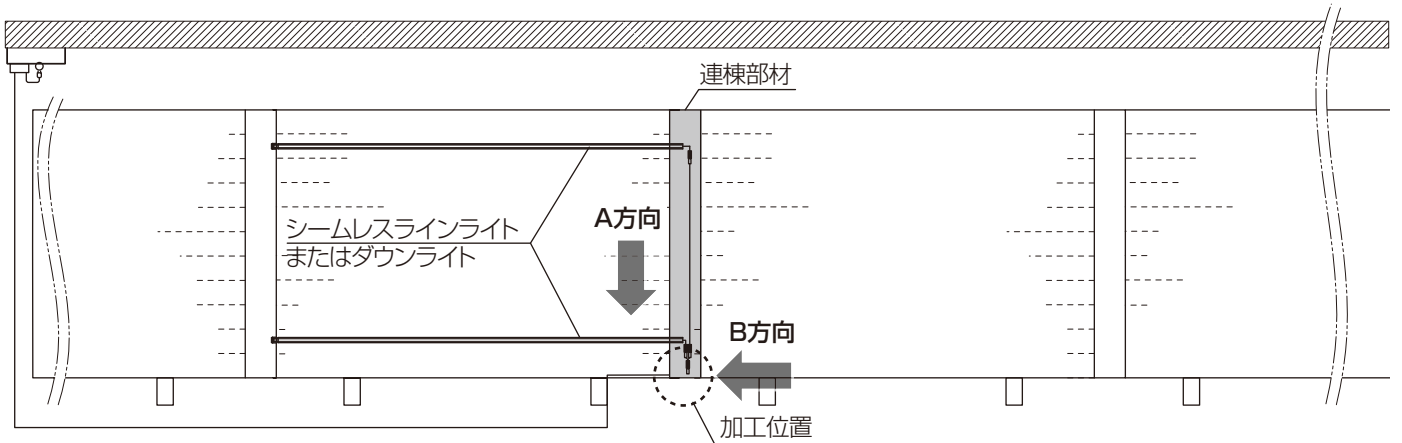 連棟部材
シームレスラインライト
またはダウンライト
A方向
B方向
加工位置